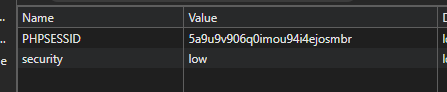 Name Value
PHPSESSID 5a9u9v906q0imou94i4ejosmbr
security low